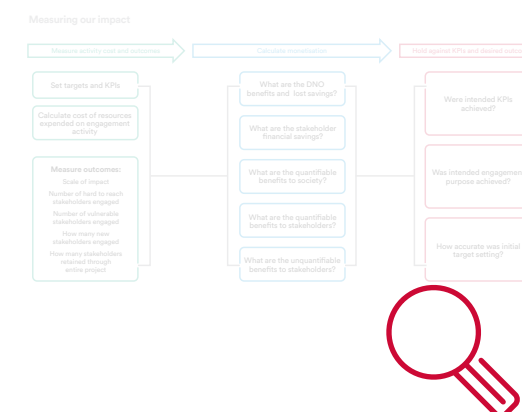 Measuring our impact
Measure activity cost and outcomes
Calculate monetisation
Hold against KPIs and desired
Set targets and KPIs
Calculate cost of resources
expended on engagement
activity
Measure outcomes:
Scale of impact
Number of hard to reach
stakeholders engaged
Number of vulnerable
stakeholders engaged
How many new
stakeholders engaged
How many stakeholders
retained through
entire project
What are the DNO
benefits and lost savings?
What are the stakeholder
financial savings?
What are the quantifiable
benefits to society?
What are the quantifiable
benefits to stakeholders?
What are the unquantifiable
benefits to stakeholders?
Were intended KPIs
achieved?
Was intended engagement
purpose achieved?
How accurate was initial
target setting?